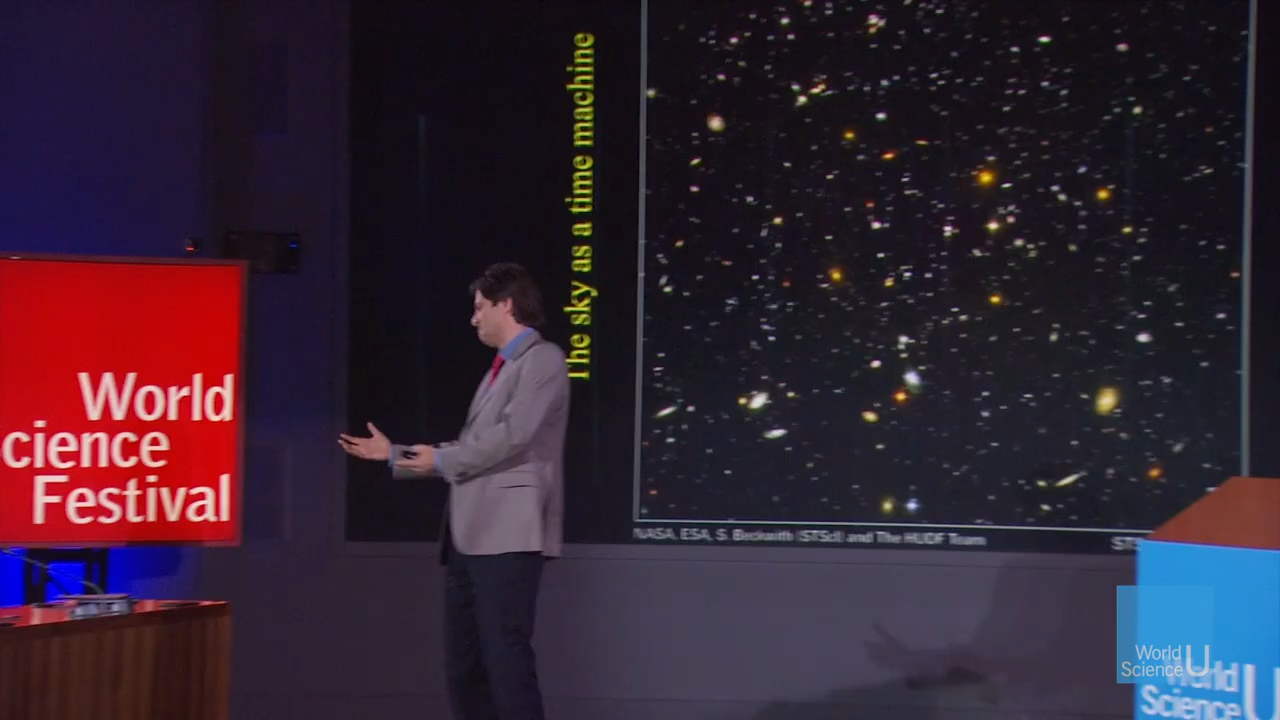 The sky as a time machine
World
Science
Festival
NASA, ESA, S. Beckwith (STScI) and The HUDF Team
World
Science U
World
Science U